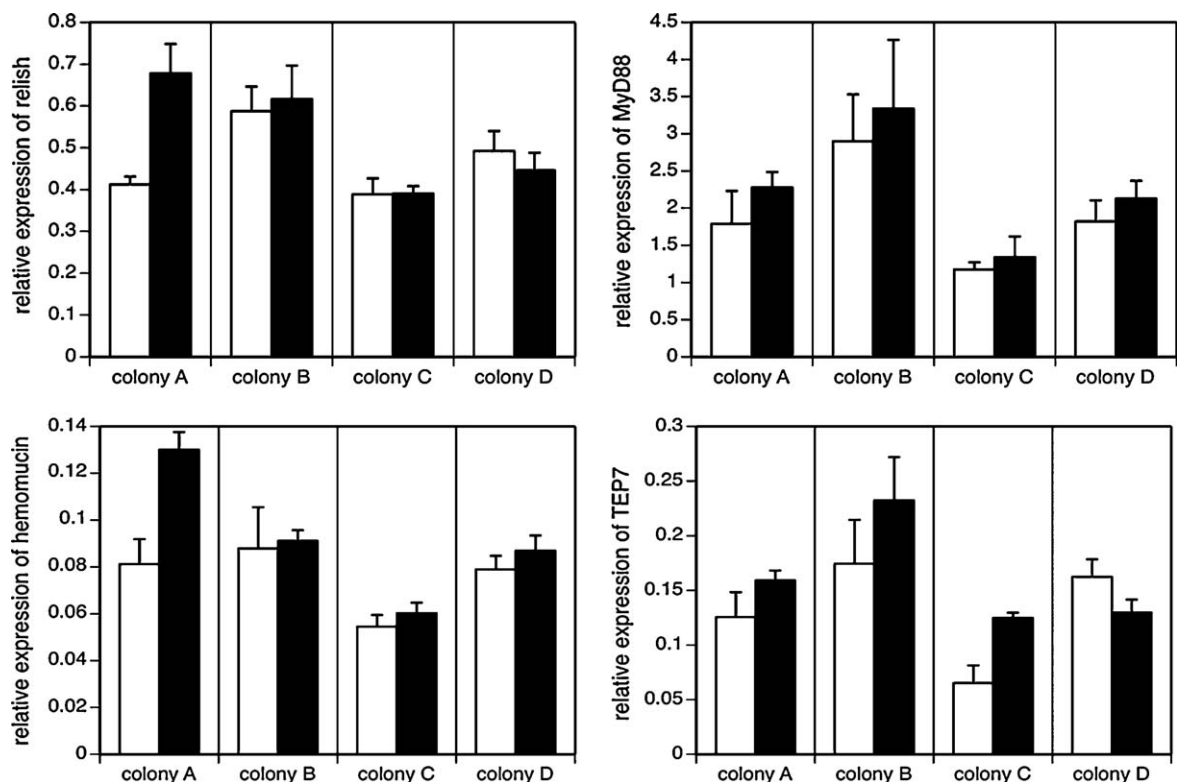 relative expression of relish
0.8
0.7
0.6
0.5
0.4
0.3
0.2
0.1
0
colony A
colony B
colony C
colony D
relative expression of MyD88
4.5
4
3.5
3
2.5
2
1.5
1
0.5
0
colony A
colony B
colony C
colony D
relative expression of hemomucin
0.14
0.12
0.1
0.08
0.06
0.04
0.02
0
colony A
colony B
colony C
colony D
relative expression of TEP7
0.3
0.25
0.2
0.15
0.1
0.05
0
colony A
colony B
colony C
colony D